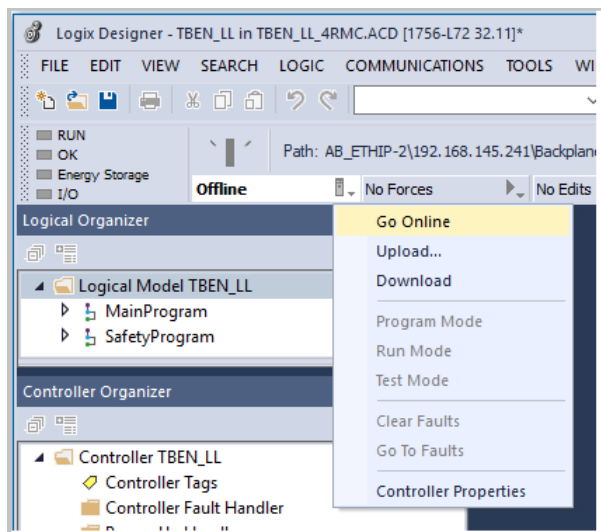 Logix Designer - TBEN_LL in TBEN_LL_4RMC.ACD [1756-L72 32.11]*
FILE EDIT VIEW SEARCH LOGIC COMMUNICATIONS TOOLS WI
RUN
OK
Energy Storage
I/O
Path: AB_ETHIP-2\192.168.145.241\Backplane
Offline No Forces No Edits
Logical Organizer
Logical Model TBEN_LL
MainProgram
SafetyProgram
Controller Organizer
Controller TBEN_LL
Controller Tags
Controller Fault Handler
Go Online
Upload...
Download
Program Mode
Run Mode
Test Mode
Clear Faults
Go To Faults
Controller Properties